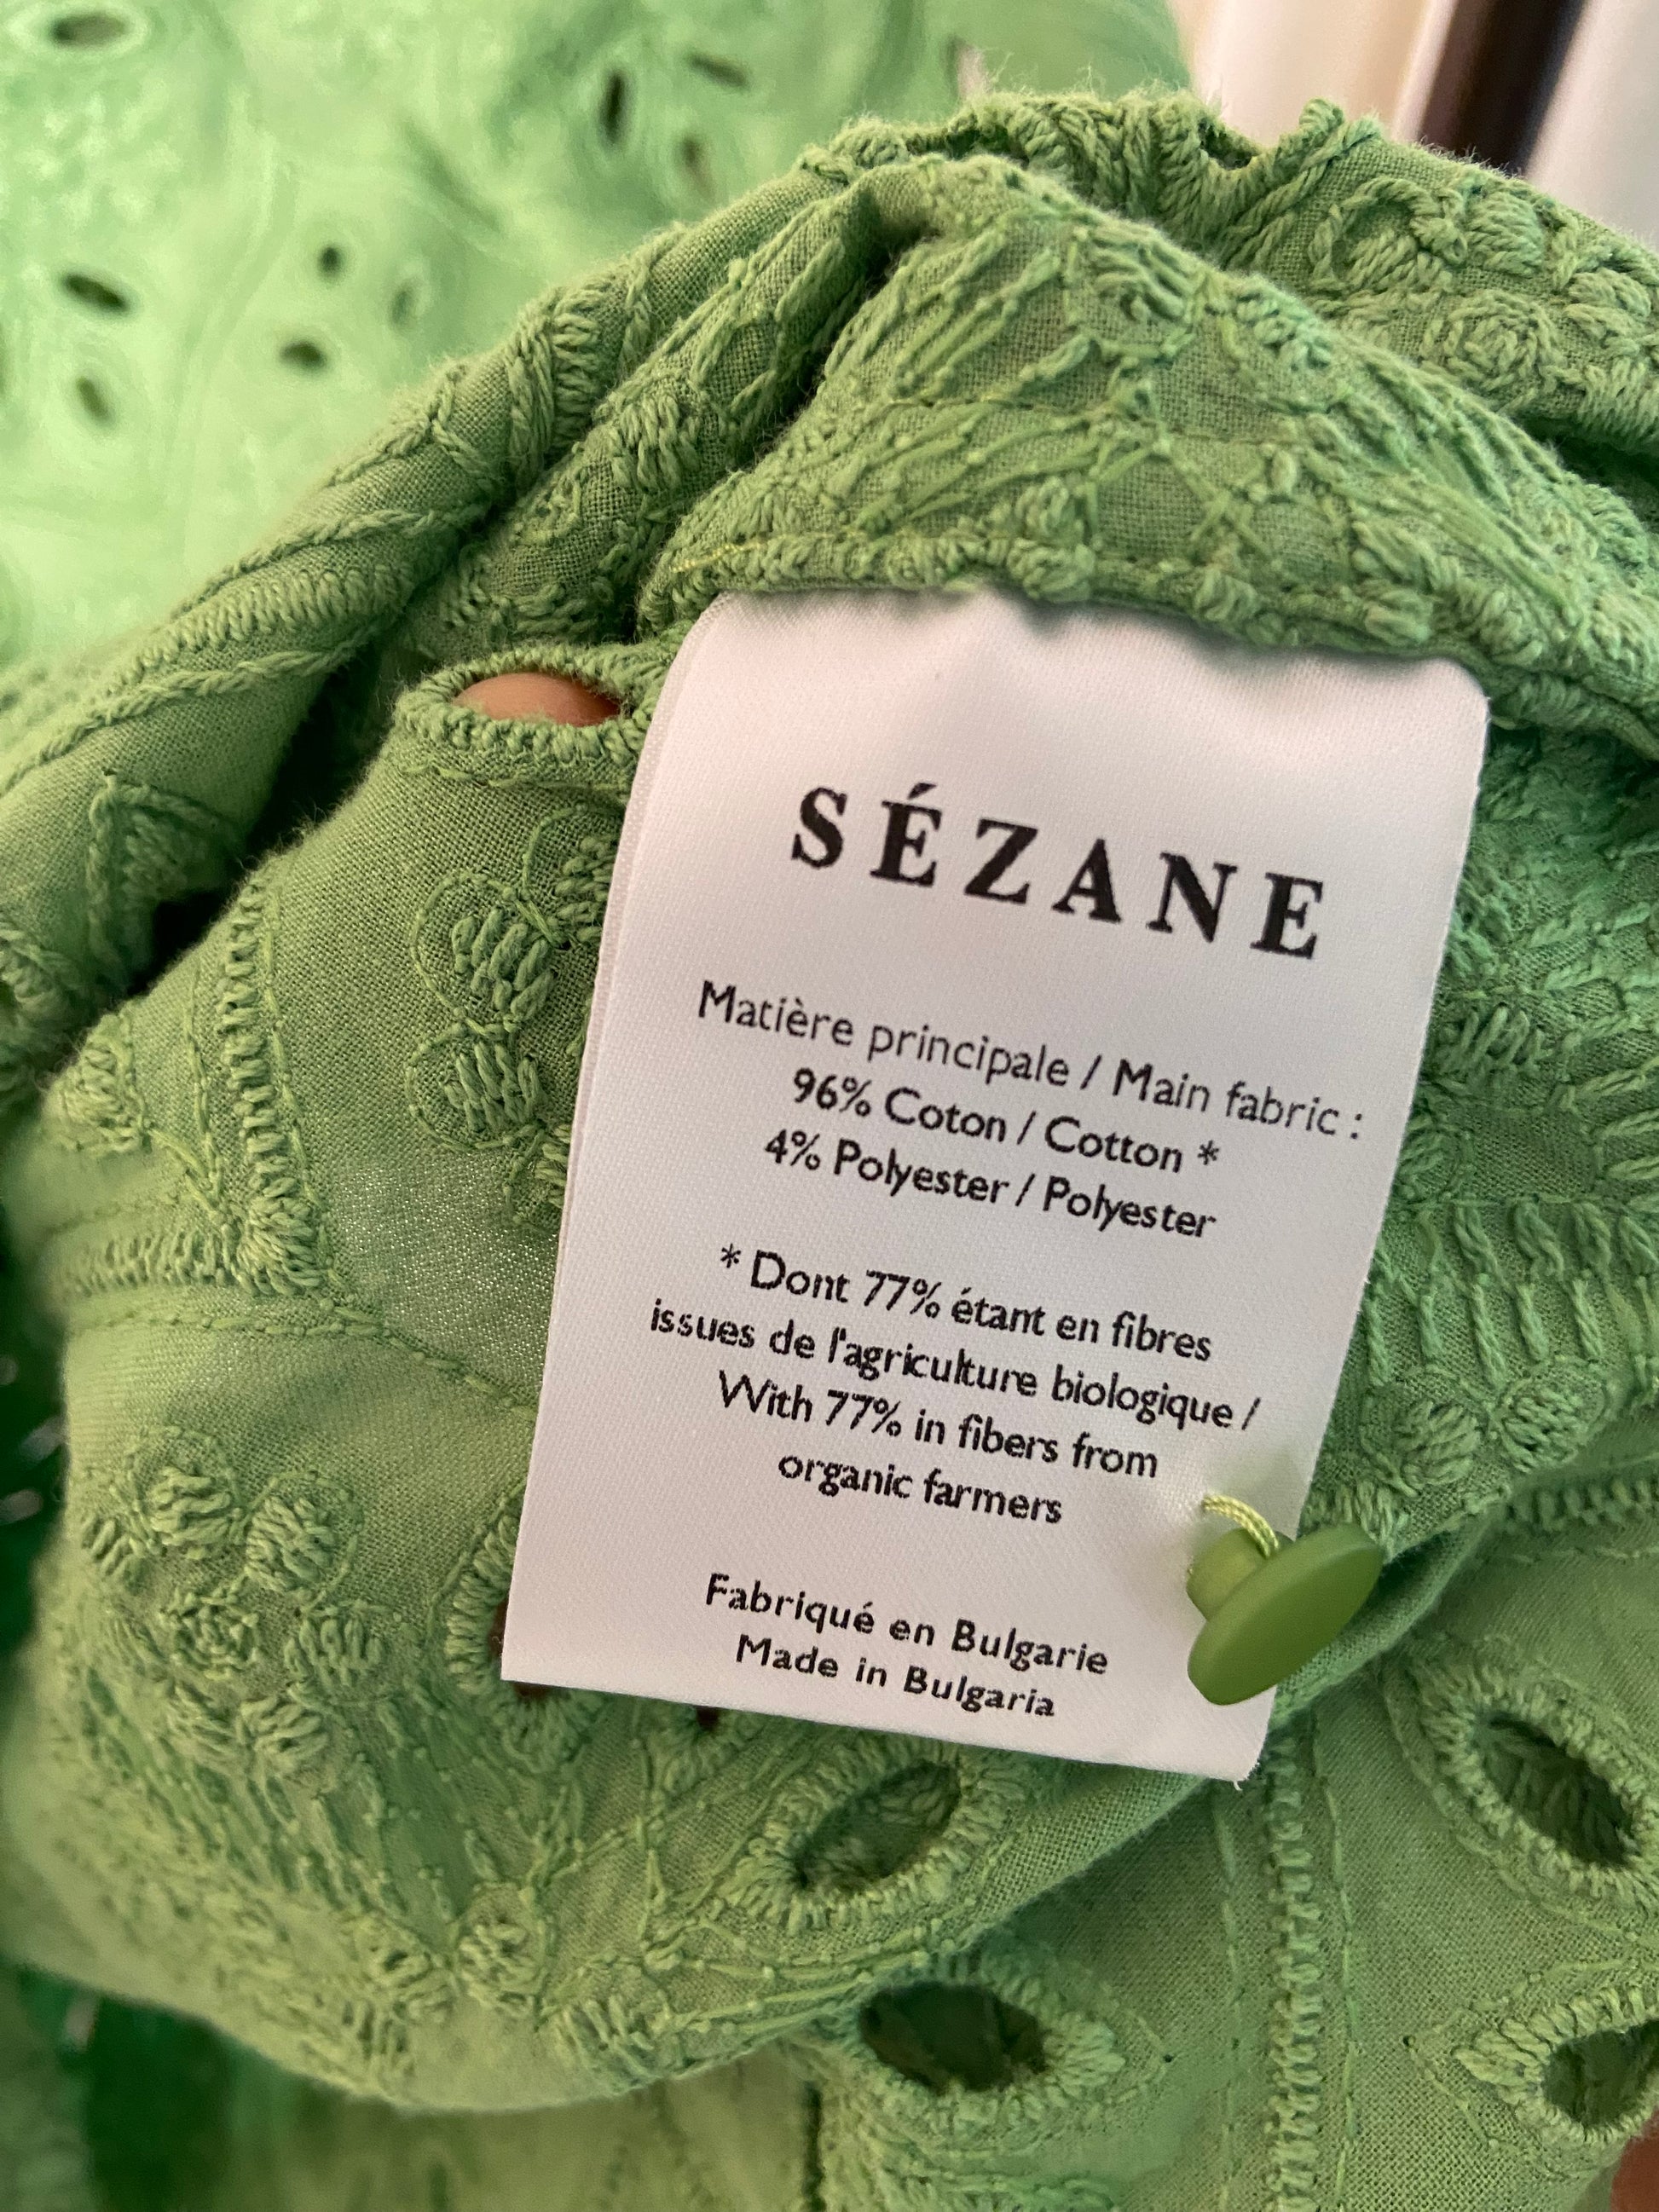 SÉZANE
Matière principale / Main fabric :
96% Coton / Cotton *
4% Polyester / Polyester
* Dont 77% étant en fibres
issues de l'agriculture biologique /
With 77% in fibers from
organic farmers
Fabriqué en Bulgarie
Made in Bulgaria